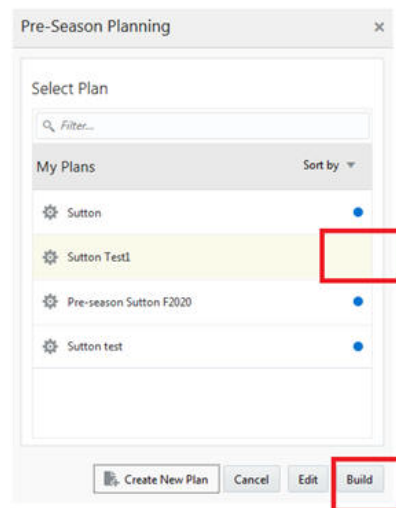 Pre-Season Planning
Select Plan
Filter...
My Plans Sort by
Sutton
Sutton Test1
Pre-season Sutton F2020
Sutton test
Create New Plan Cancel Edit Build